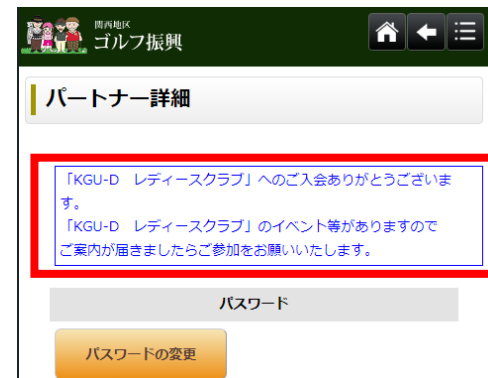 関西地区
ゴルフ振興
パートナー詳細
「KGU-D　レディースクラブ」へのご入会ありがとうございま
す。
「KGU-D　レディースクラブ」のイベント等がありますので
ご案内が届きましたらご参加をお願いいたします。
パスワード
パスワードの変更